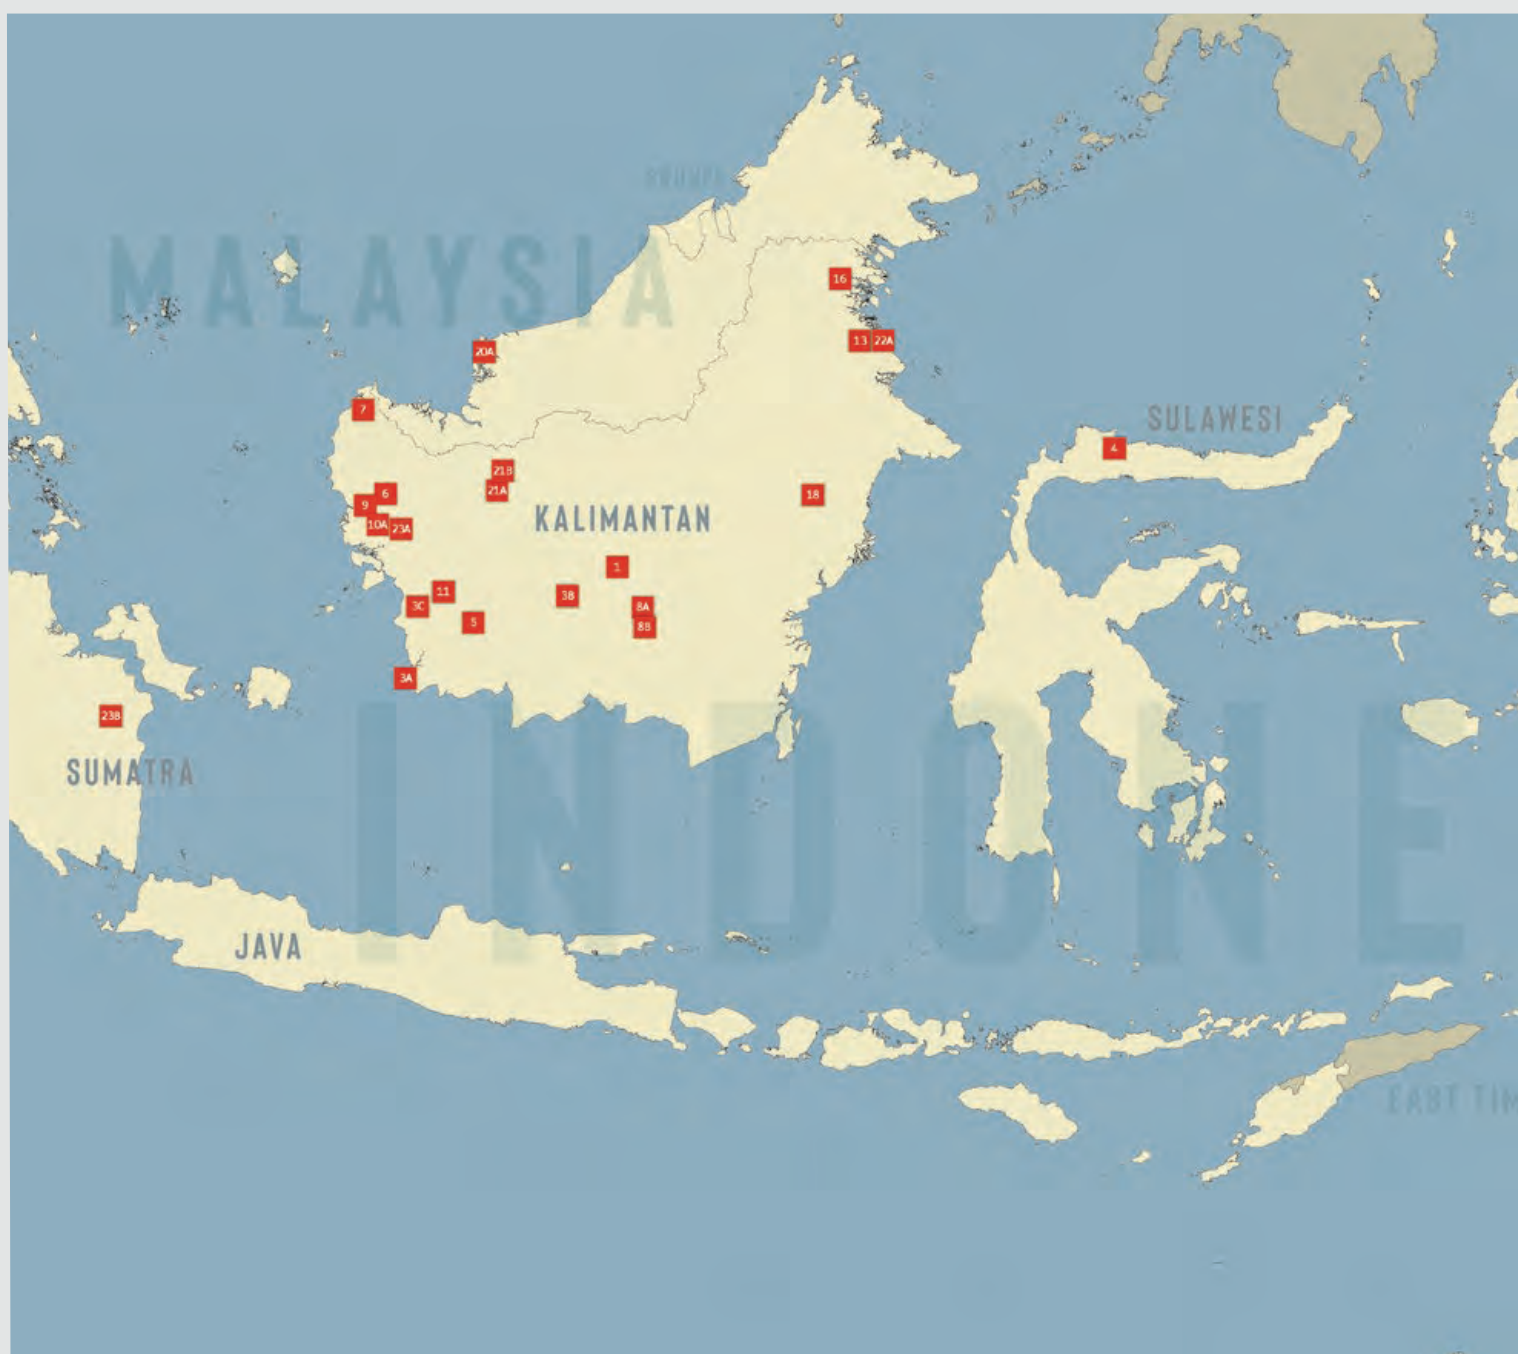 BRUNEI
MALAYSIA
16
13 22A
20A
7
SULAWESI
4
21B
21A
6
9
18
10A 23A
KALIMANTAN
1
11
3B
3C
8A
5
8B
3A
23B
INDONE
SUMATRA
JAVA
EAST TIM